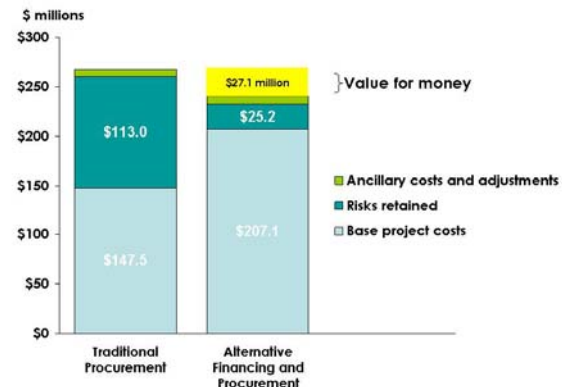 $ millions
$300
$250
$200
$150
$100
$50
$0
$113.0
$147.5
$27.1 million
$25.2
$207.1
}Value for money
Ancillary costs and adjustments
Risks retained
Base project costs
Traditional
Procurement
Alternative
Financing and
Procurement